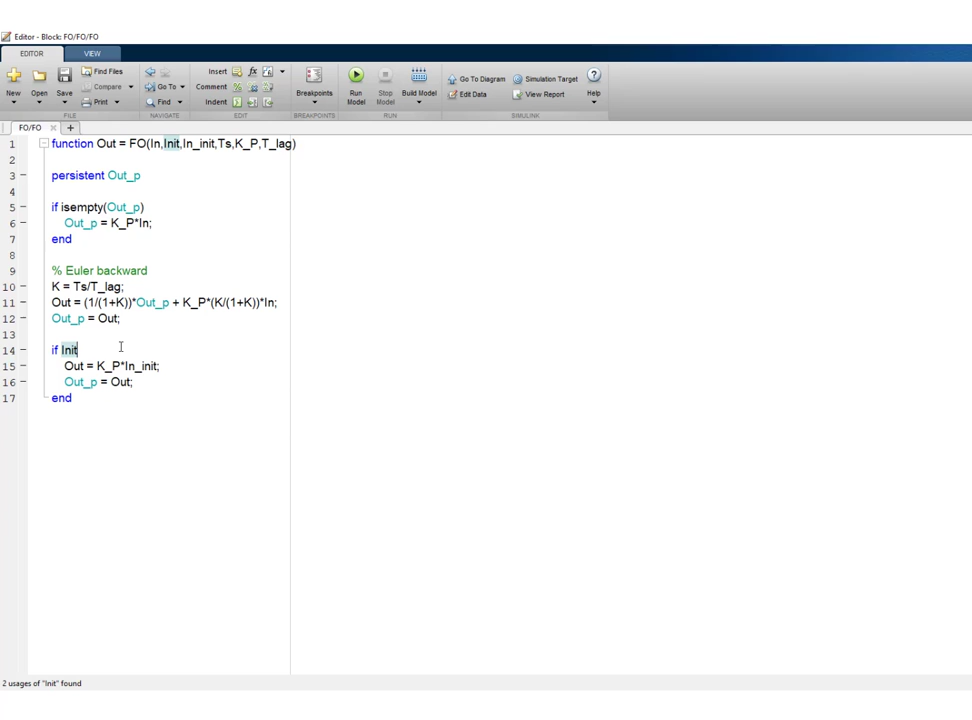 Editor - Block: FO/FO/FO
EDITOR VIEW
New Open Save Find Files Compare Print
Go To Find
Insert fx
Comment %
Indent
Breakpoints
Run Model Stop Model Build Model
Go To Diagram Simulation Target
Edit Data View Report
? Help
FILE NAVIGATE EDIT BREAKPOINTS RUN SIMULINK
FO/FO × +
1 function Out = FO(In,Init,In_init,Ts,K_P,T_lag)
2
3 – persistent Out_p
4
5 – if isempty(Out_p)
6 – Out_p = K_P*In;
7 – end
8
9 % Euler backward
10 – K = Ts/T_lag;
11 – Out = (1/(1+K))*Out_p + K_P*(K/(1+K))*In;
12 – Out_p = Out;
13
14 – if Init
15 – Out = K_P*In_init;
16 – Out_p = Out;
17 end
2 usages of "Init" found